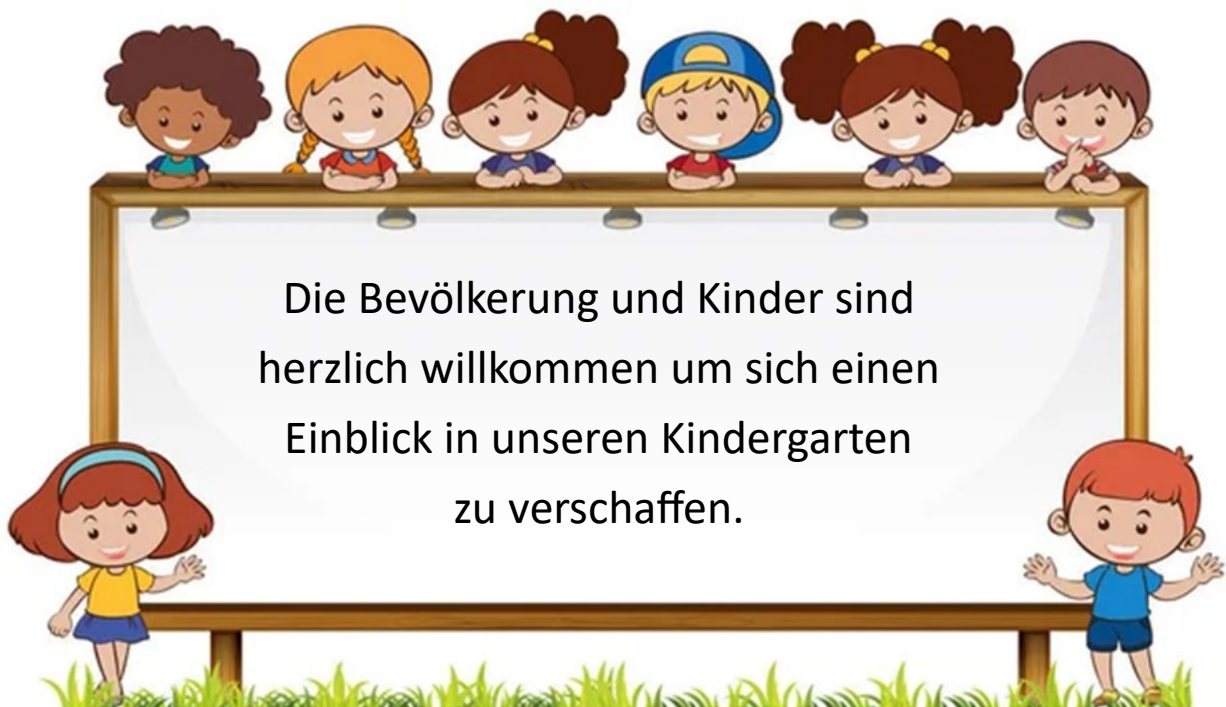 Die Bevölkerung und Kinder sind
herzlich willkommen um sich einen
Einblick in unseren Kindergarten
zu verschaffen.